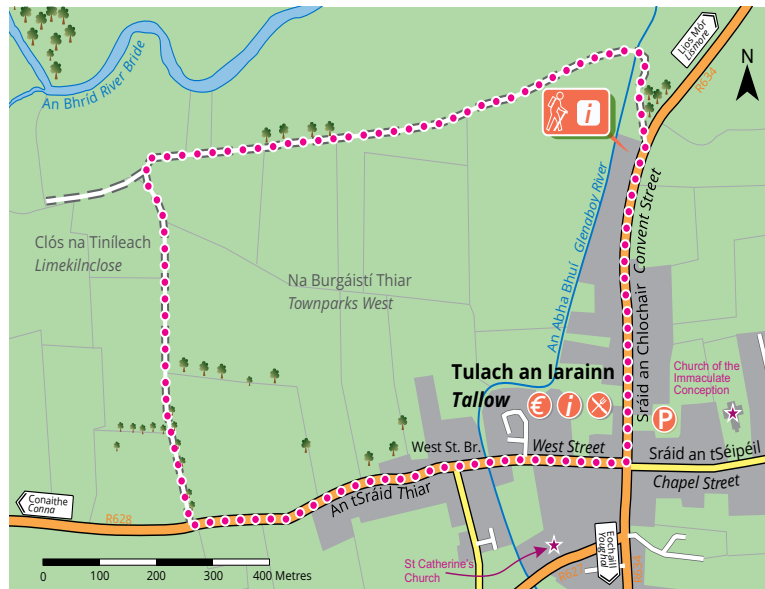 Lios Mór
Lismore
R634
N
An Bhríd River Bride
i
Convent Street
Sráid an Chlochair
Glenaboy River
An Abha Bhuí
Clós na Tiníleach
Limekilnclose
Na Burgáistí Thiar
Townparks West
Tulach an Iarainn
Tallow
€
i
P
Church of the
Immaculate
Conception
West St. Br.
West Street
Sráid an tSéipéil
Chapel Street
An tSráid Thiar
Conaithe
Conna
R628
Eochaill
Youghal
R634
R627
St Catherine's
Church
0 100 200 300 400 Metres